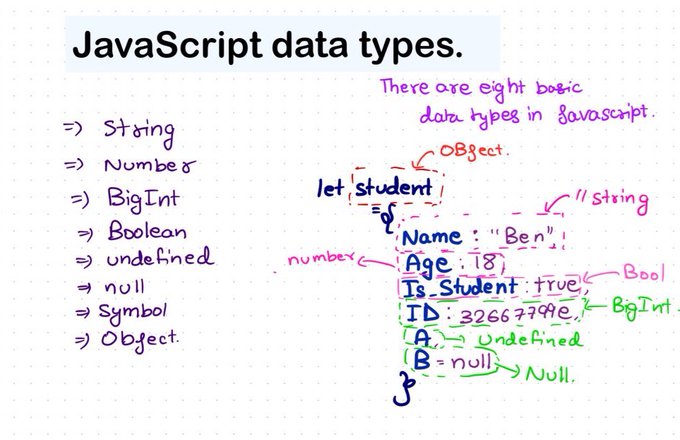 JavaScript data types.
There are eight basic
data types in Javascript.
=> String
=> Number
=> BigInt
=> Boolean
=> undefined
=> null
=> Symbol
=> Object.
OBject.
let student
= {
// string
Name : "Ben",
number
Age : 18,
Bool
Is_Student : true,
BigInt.
ID : 32667799e,
A, → undefined
B = null → Null.
}